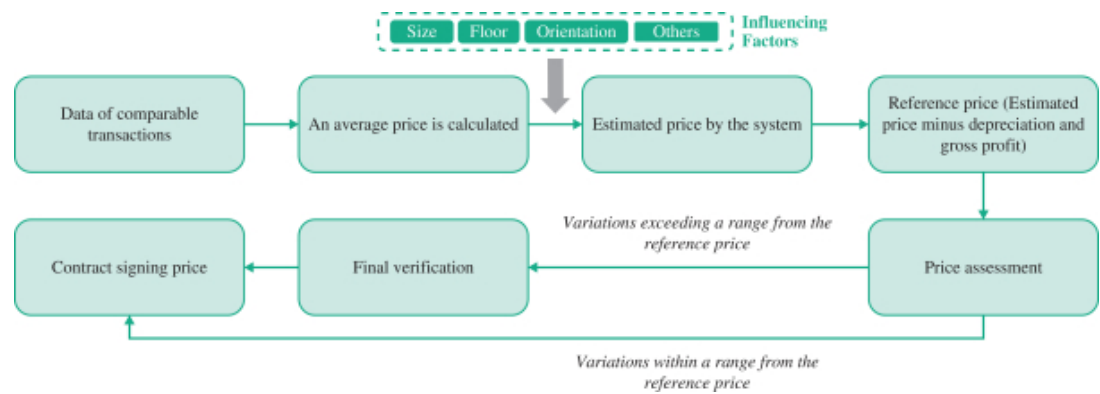 Size
Floor
Orientation
Others
Influencing
Factors
Data of comparable
transactions
An average price is calculated
Estimated price by the system
Reference price (Estimated
price minus depreciation and
gross profit)
Variations exceeding a range from the
reference price
Contract signing price
Final verification
Price assessment
Variations within a range from the
reference price